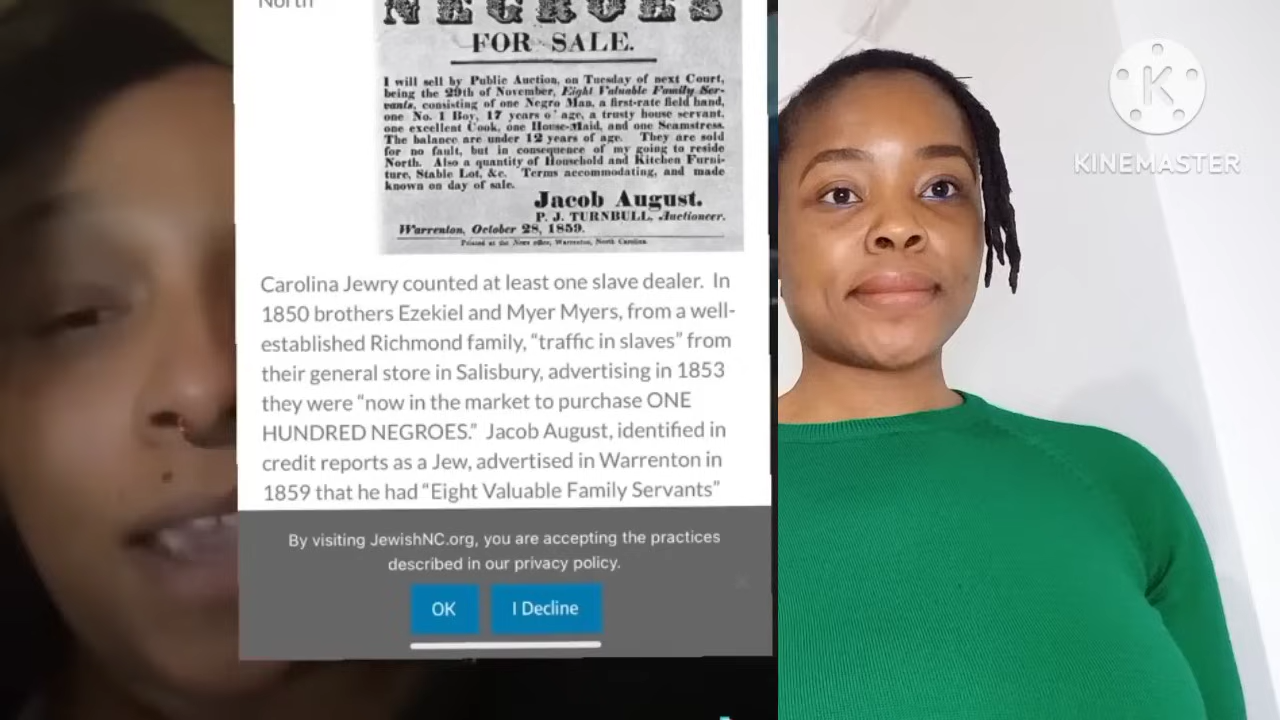 North
NEGROES
FOR SALE.
I will sell by Public Auction, on Tuesday of next Court,
being the 29th of November, Eight Valuable Family Ser-
vants, consisting of one Negro Man, a first-rate field hand,
one No. 1 Boy, 17 years o' age, a trusty house servant,
one excellent Cook, one House-Maid, and one Seamstress.
The balance are under 12 years of age. They are sold
for no fault, but in consequence of my going to reside
North. Also a quantity of Household and Kitchen Furni-
ture, Stable Lot, &c. Terms accommodating, and made
known on day of sale.
Jacob August.
P. J. TURNBULL, Auctioneer.
Warrenton, October 28, 1859.
Printed at the News office, Warrenton, North Carolina.
Carolina Jewry counted at least one slave dealer. In
1850 brothers Ezekiel and Myer Myers, from a well-
established Richmond family, “traffic in slaves” from
their general store in Salisbury, advertising in 1853
they were “now in the market to purchase ONE
HUNDRED NEGROES.” Jacob August, identified in
credit reports as a Jew, advertised in Warrenton in
1859 that he had “Eight Valuable Family Servants”
By visiting JewishNC.org, you are accepting the practices
described in our privacy policy.
OK I Decline
K
KINEMASTER